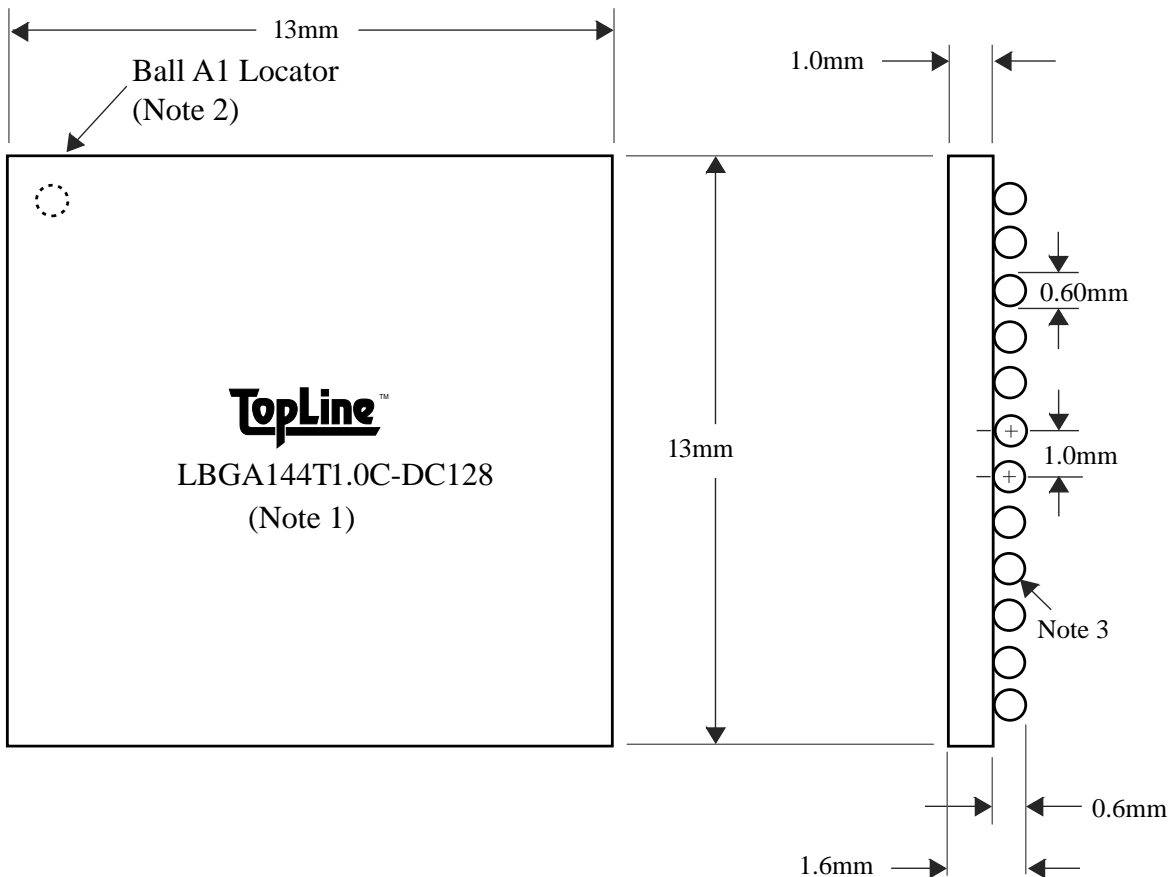 13mm
Ball A1 Locator
(Note 2)
1.0mm
0.60mm
TopLine™
LBGA144T1.0C-DC128
(Note 1)
13mm
1.0mm
Note 3
0.6mm
1.6mm